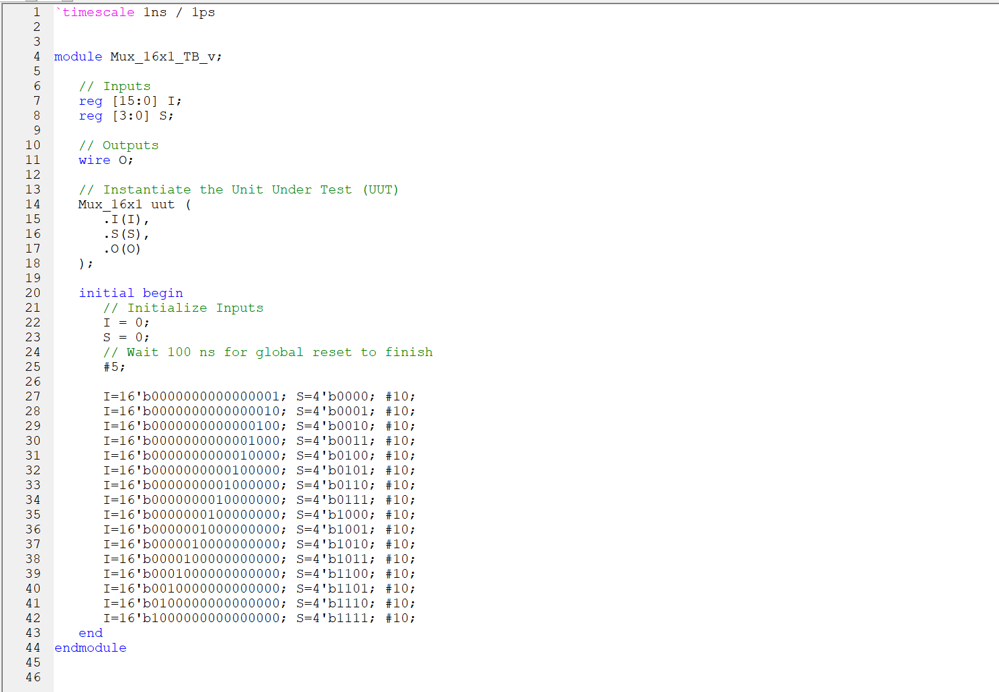 1 `timescale 1ns / 1ps
2
3
4 module Mux_16x1_TB_v;
5
6 // Inputs
7 reg [15:0] I;
8 reg [3:0] S;
9
10 // Outputs
11 wire O;
12
13 // Instantiate the Unit Under Test (UUT)
14 Mux_16x1 uut (
15 .I(I),
16 .S(S),
17 .O(O)
18 );
19
20 initial begin
21 // Initialize Inputs
22 I = 0;
23 S = 0;
24 // Wait 100 ns for global reset to finish
25 #5;
26
27 I=16'b0000000000000001; S=4'b0000; #10;
28 I=16'b0000000000000010; S=4'b0001; #10;
29 I=16'b0000000000000100; S=4'b0010; #10;
30 I=16'b0000000000001000; S=4'b0011; #10;
31 I=16'b0000000000010000; S=4'b0100; #10;
32 I=16'b0000000000100000; S=4'b0101; #10;
33 I=16'b0000000001000000; S=4'b0110; #10;
34 I=16'b0000000010000000; S=4'b0111; #10;
35 I=16'b0000000100000000; S=4'b1000; #10;
36 I=16'b0000001000000000; S=4'b1001; #10;
37 I=16'b0000010000000000; S=4'b1010; #10;
38 I=16'b0000100000000000; S=4'b1011; #10;
39 I=16'b0001000000000000; S=4'b1100; #10;
40 I=16'b0010000000000000; S=4'b1101; #10;
41 I=16'b0100000000000000; S=4'b1110; #10;
42 I=16'b1000000000000000; S=4'b1111; #10;
43 end
44 endmodule
45
46